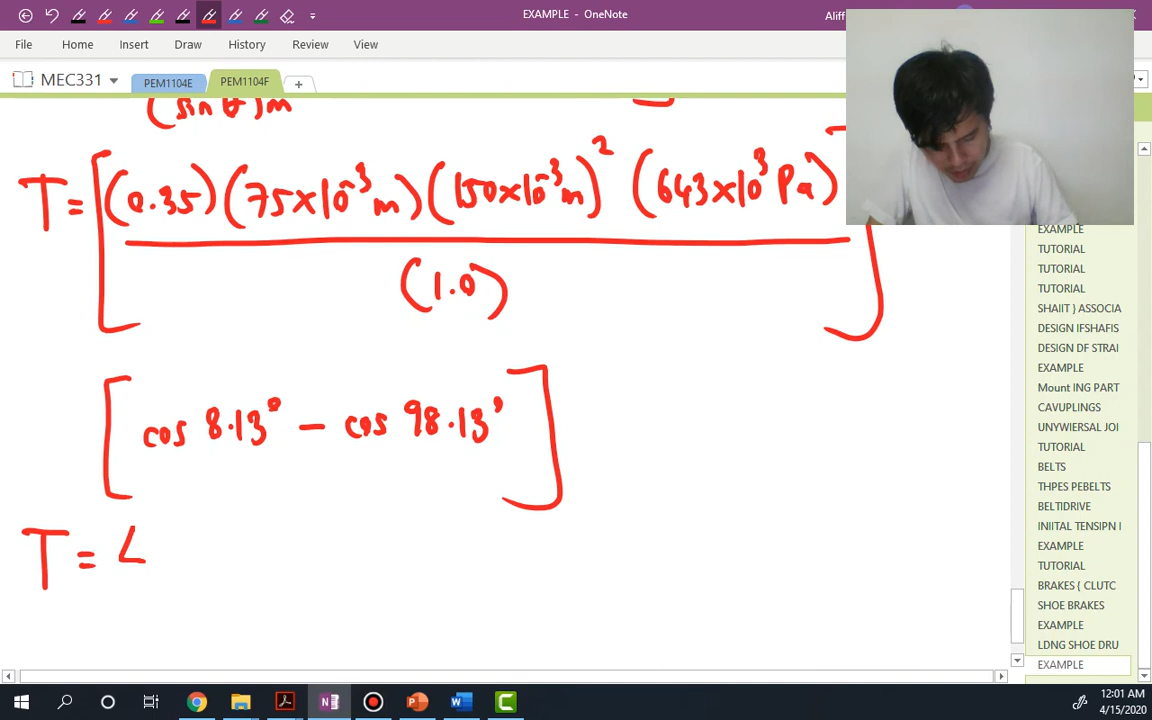 EXAMPLE - OneNote
Aliff
File Home Insert Draw History Review View
MEC331 PEM1104E PEM1104F
(sin θ)m
T = [(0.35)(75×10⁻³m)(150×10⁻³m)² (643×10³ Pa)
(1.0)
[cos 8.13° - cos 98.13°]
T = 4
EXAMPLE
TUTORIAL
TUTORIAL
TUTORIAL
SHAIIT } ASSOCIA
DESIGN IFSHAFIS
DESIGN DF STRAI
EXAMPLE
Mount ING PART
CAVUPLINGS
UNYWIERSAL JOI
TUTORIAL
BELTS
THPES PEBELTS
BELTIDRIVE
INIITAL TENSIPN I
EXAMPLE
TUTORIAL
BRAKES { CLUTC
SHOE BRAKES
EXAMPLE
LDNG SHOE DRU
EXAMPLE
12:01 AM
4/15/2020